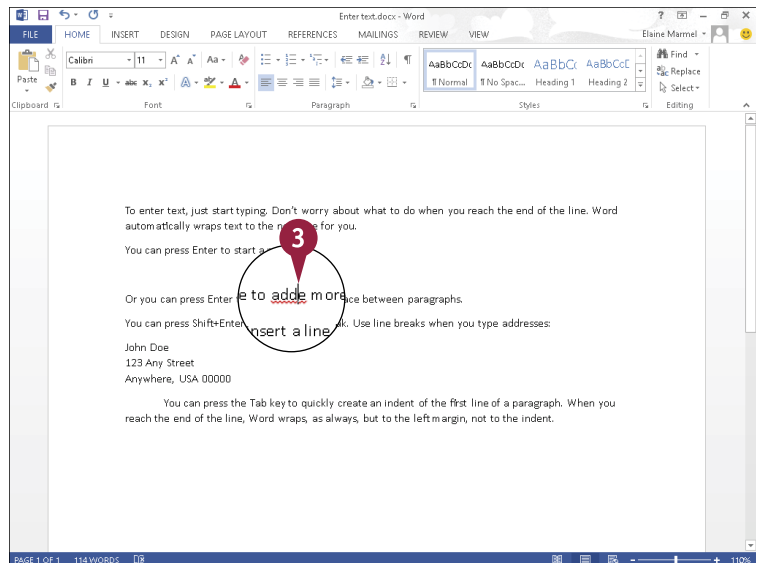 Enter text.docx - Word
FILE HOME INSERT DESIGN PAGE LAYOUT REFERENCES MAILINGS REVIEW VIEW Elaine Marmel
Calibri 11 A A Aa Find
AaBbCcDc AaBbCcDc AaBbCc AaBbCcE Replace
Paste B I U abc x₂ x² A A ¶ Normal ¶ No Spac... Heading 1 Heading 2 Select
Clipboard Font Paragraph Styles Editing
To enter text, just start typing. Don't worry about what to do when you reach the end of the line. Word
automatically wraps text to the for you.
3
You can press Enter to start a
e to adde more
Or you can press Enter between paragraphs.
nsert a line
You can press Shift+Enter Use line breaks when you type addresses:
John Doe
123 Any Street
Anywhere, USA 00000
You can press the Tab key to quickly create an indent of the first line of a paragraph. When you
reach the end of the line, Word wraps, as always, but to the left margin, not to the indent.
PAGE 1 OF 1 114 WORDS 110%